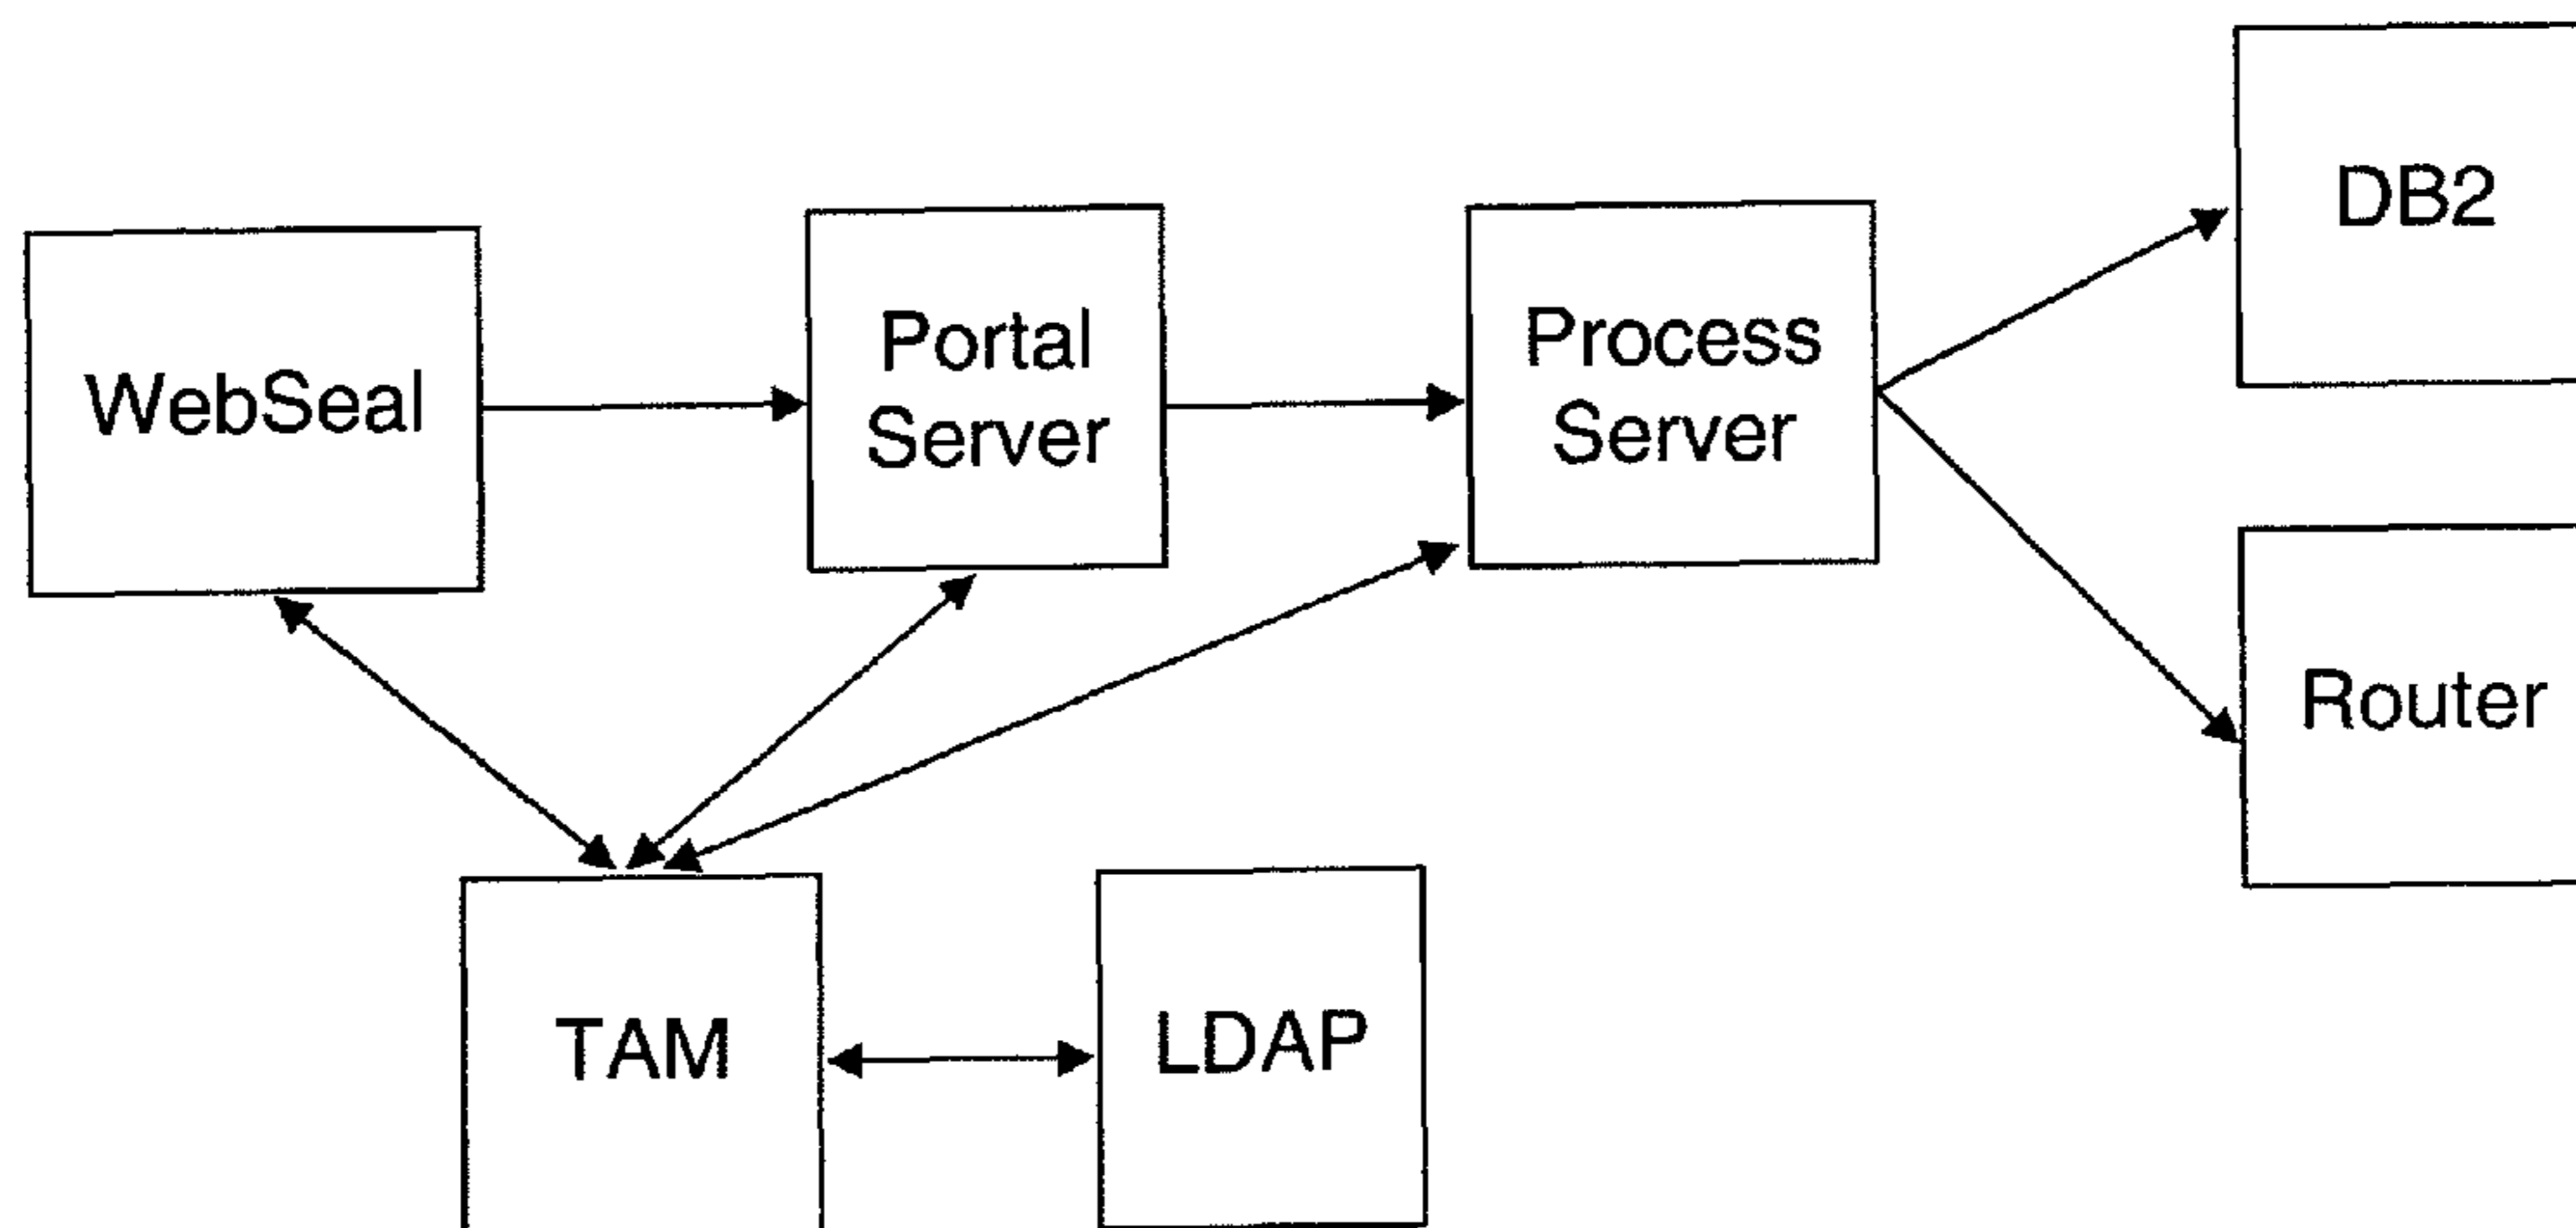 DB2
WebSeal
Portal
Server
Process
Server
Router
TAM
LDAP